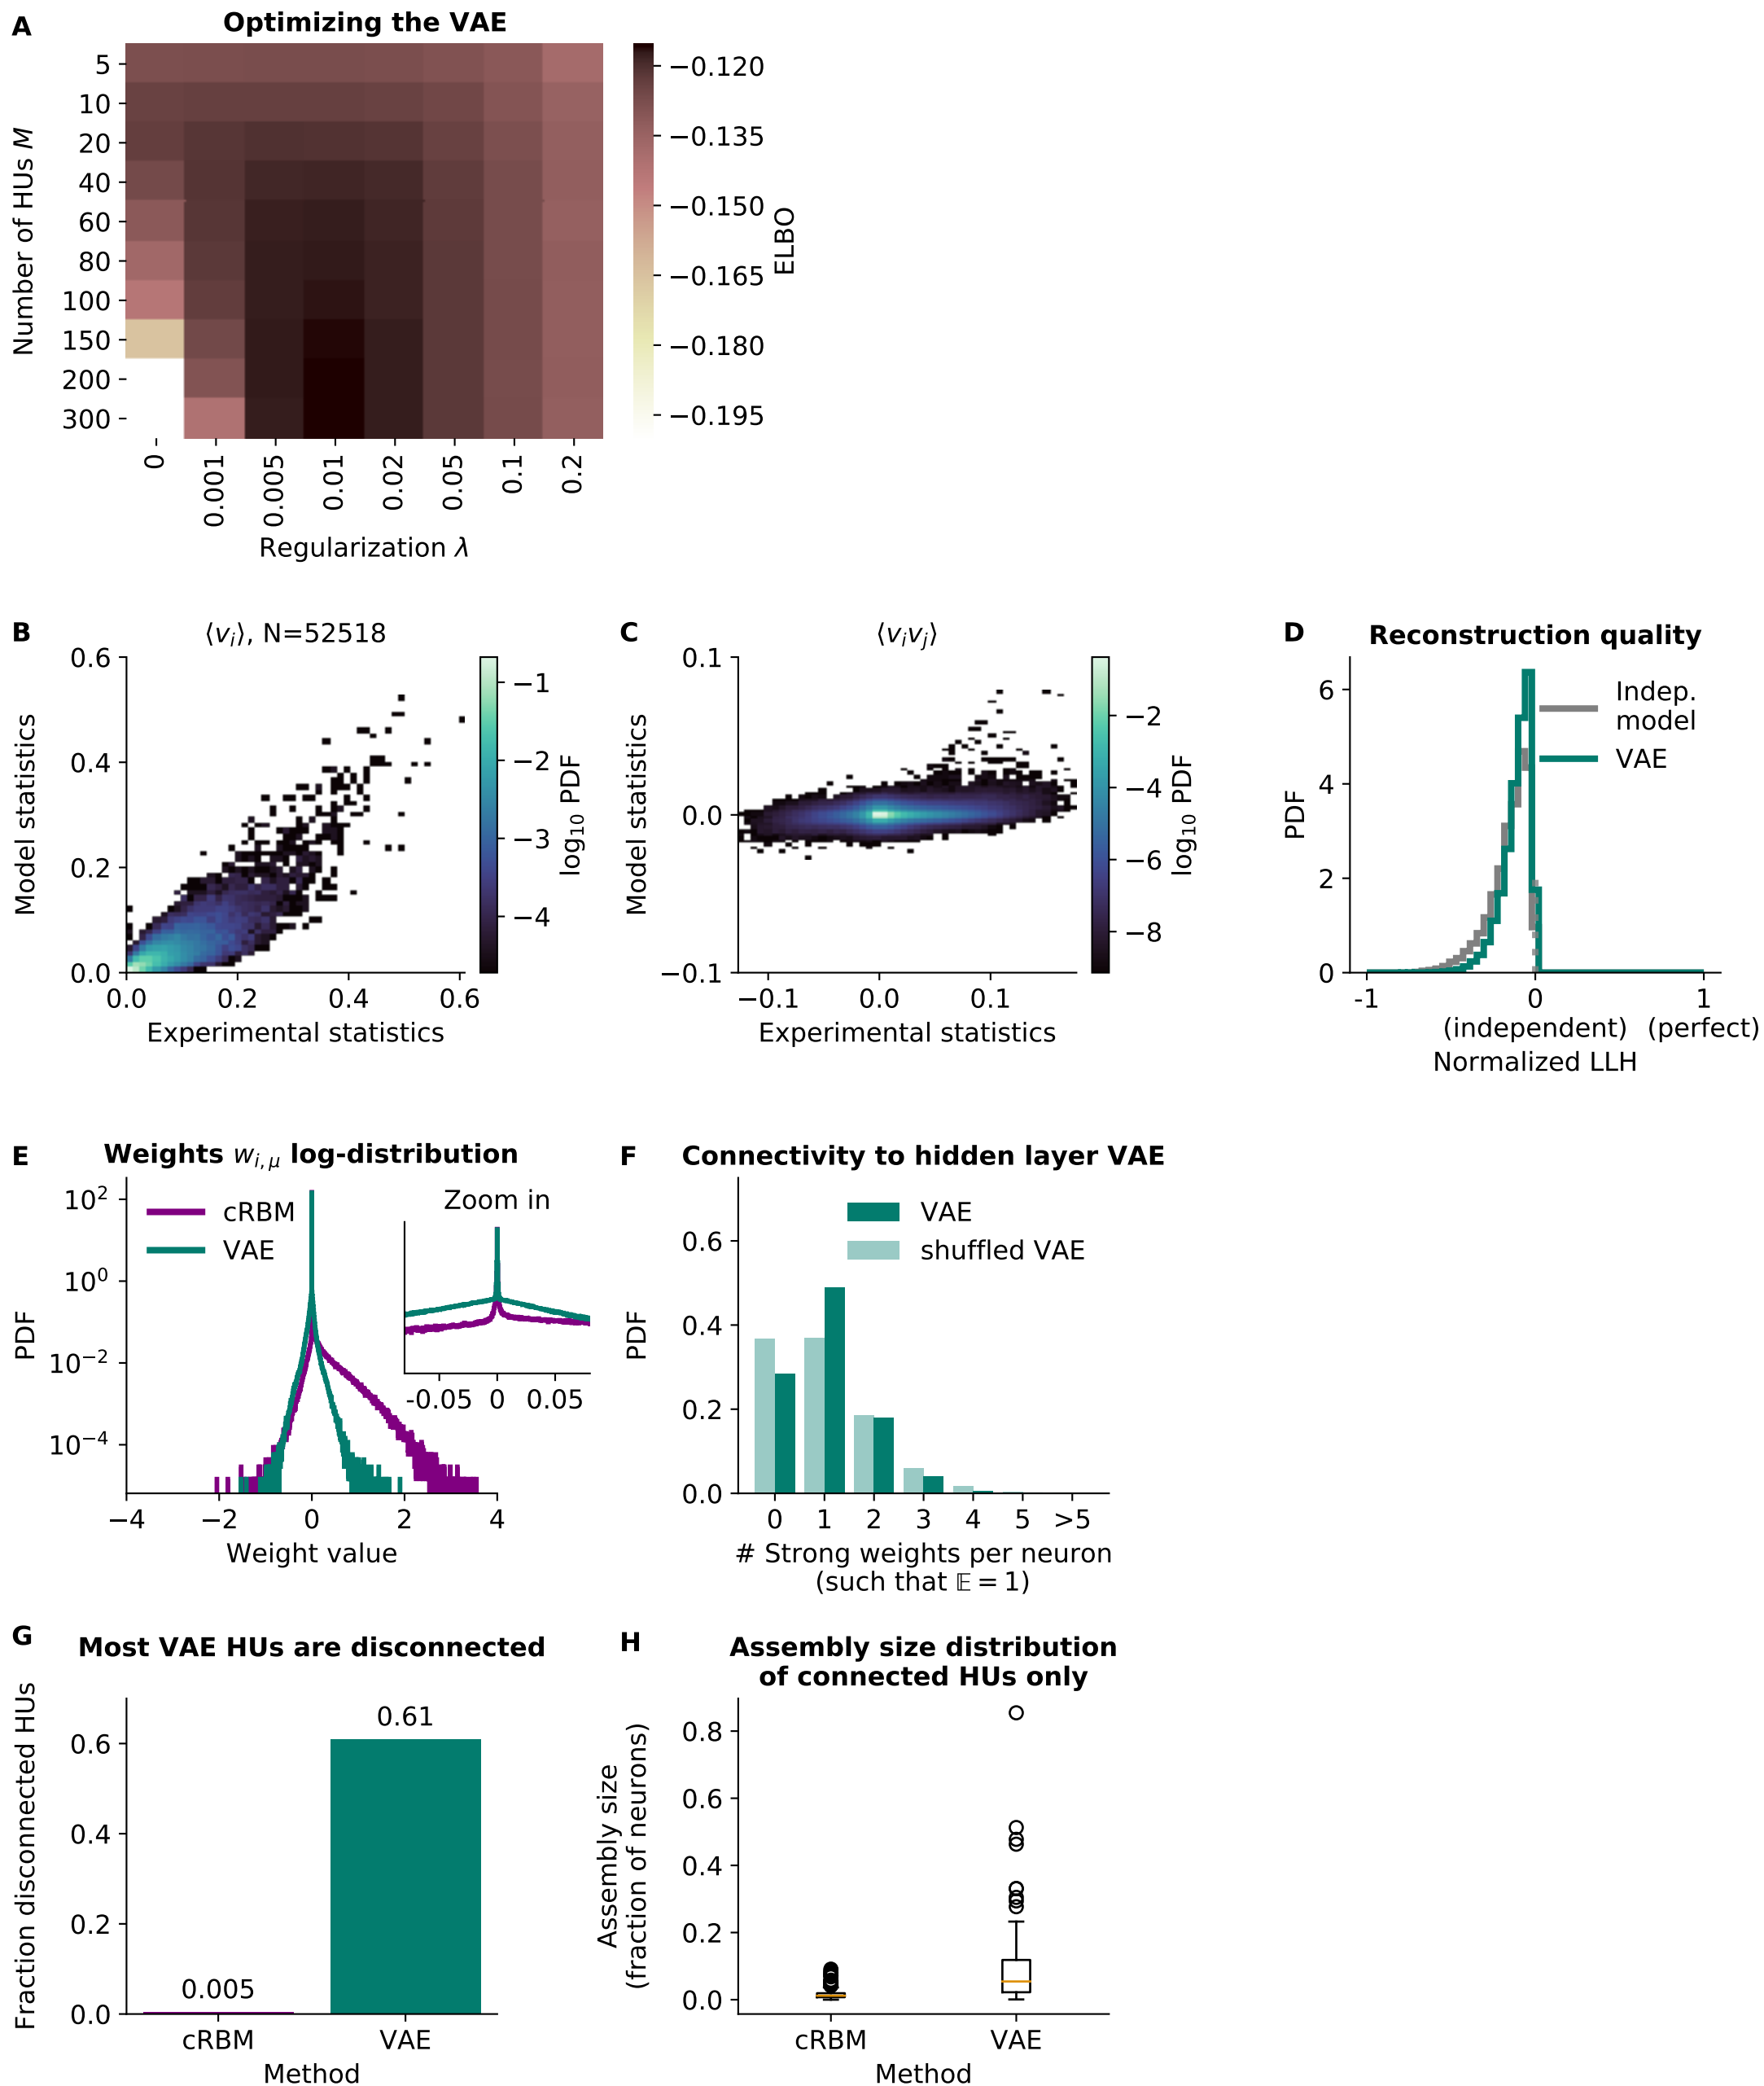 A
Optimizing the VAE
Number of HUs M
5
10
20
40
60
80
100
150
200
300
0
0.001
0.005
0.01
0.02
0.05
0.1
0.2
Regularization λ
−0.120
−0.135
−0.150
−0.165
−0.180
−0.195
ELBO
B
⟨v_i⟩, N=52518
Model statistics
0.6
0.4
0.2
0.0
0.0
0.2
0.4
0.6
Experimental statistics
−1
−2
−3
−4
log₁₀ PDF
C
⟨v_i v_j⟩
Model statistics
0.1
0.0
−0.1
−0.1
0.0
0.1
Experimental statistics
−2
−4
−6
−8
log₁₀ PDF
D
Reconstruction quality
PDF
6
4
2
0
Indep.
model
VAE
-1
0
1
(independent)
(perfect)
Normalized LLH
E
Weights w_{i,μ} log-distribution
PDF
10²
10⁰
10⁻²
10⁻⁴
cRBM
VAE
Zoom in
-0.05
0
0.05
−4
−2
0
2
4
Weight value
F
Connectivity to hidden layer VAE
PDF
VAE
shuffled VAE
0.6
0.4
0.2
0.0
0
1
2
3
4
5
>5
# Strong weights per neuron
(such that 𝔼 = 1)
G
Most VAE HUs are disconnected
Fraction disconnected HUs
0.6
0.4
0.2
0.0
0.005
0.61
cRBM
VAE
Method
H
Assembly size distribution
of connected HUs only
Assembly size
(fraction of neurons)
0.8
0.6
0.4
0.2
0.0
cRBM
VAE
Method